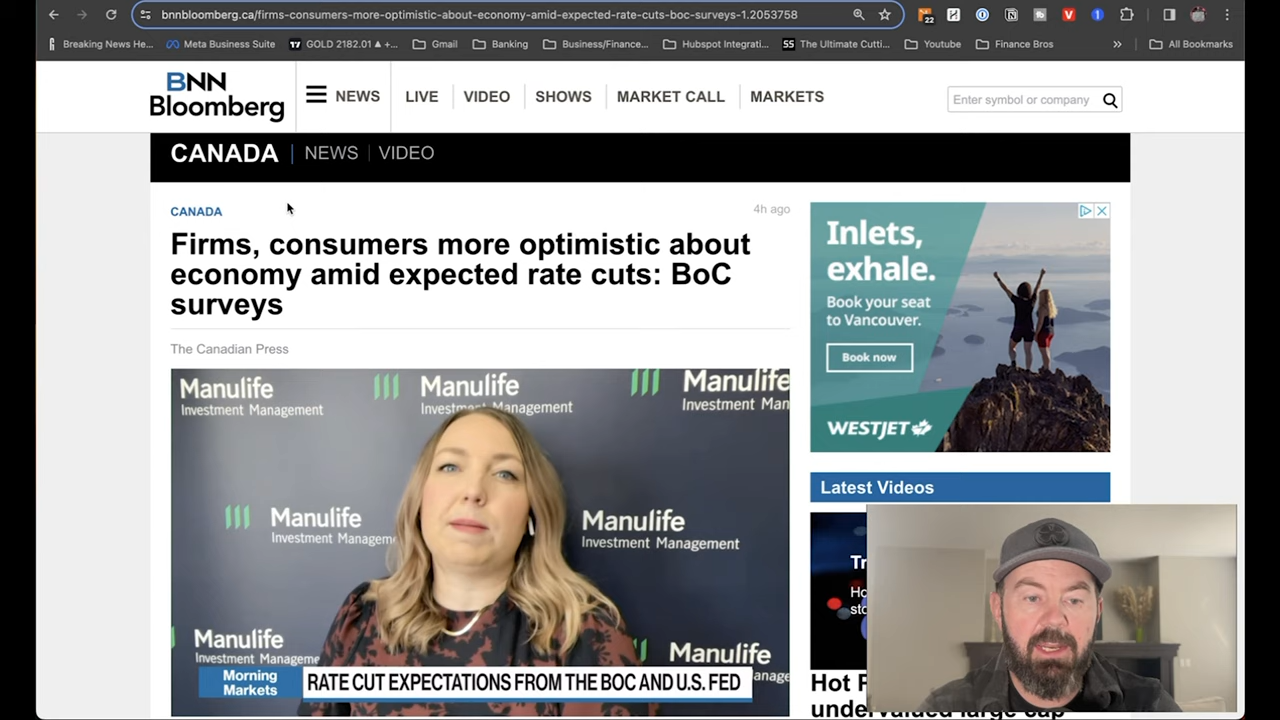 bnnbloomberg.ca/firms-consumers-more-optimistic-about-economy-amid-expected-rate-cuts-boc-surveys-1.2053758
22
1
Breaking News He...
Meta Business Suite
GOLD 2182.01 ▲ +...
Gmail
Banking
Business/Finance...
Hubspot Integrati...
SS The Ultimate Cutti...
Youtube
Finance Bros
»
All Bookmarks
BNN
Bloomberg
NEWS
LIVE
VIDEO
SHOWS
MARKET CALL
MARKETS
Enter symbol or company
CANADA | NEWS | VIDEO
CANADA
4h ago
Firms, consumers more optimistic about
economy amid expected rate cuts: BoC
surveys
The Canadian Press
Inlets,
exhale.
Book your seat
to Vancouver.
Book now
WESTJET
Latest Videos
Manulife
Investment Management
Manulife
Investment Management
Manulife
Investment Man
Manulife
Investment Managem
Manulife
Investment Management
Manulife
Investment Manageme
Manulife
Investment Management
Morning
Markets
RATE CUT EXPECTATIONS FROM THE BOC AND U.S. FED
Tr
Ho
sto
Hot
undervalued large cap